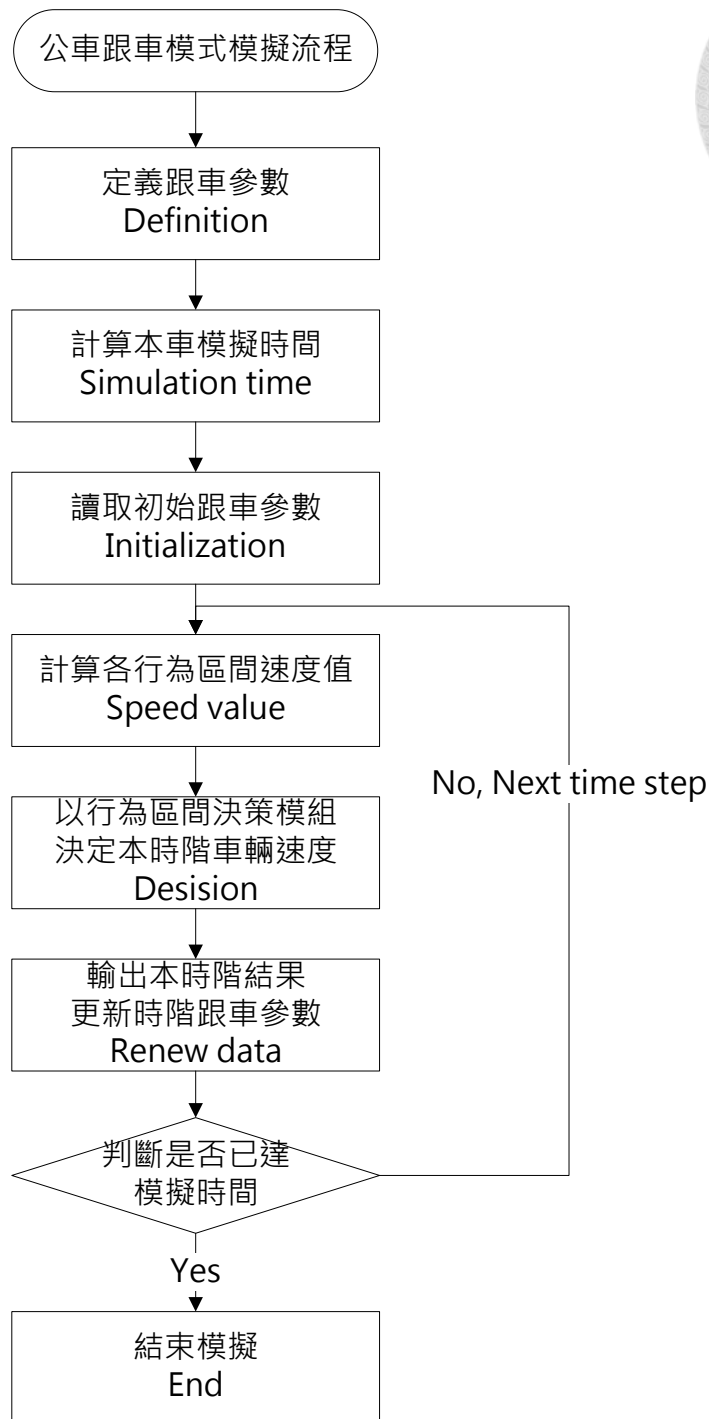 公車跟車模式模擬流程
定義跟車參數
Definition
計算本車模擬時間
Simulation time
讀取初始跟車參數
Initialization
計算各行為區間速度值
Speed value
No, Next time step
以行為區間決策模組
決定本時階車輛速度
Desision
輸出本時階結果
更新時階跟車參數
Renew data
判斷是否已達
模擬時間
Yes
結束模擬
End